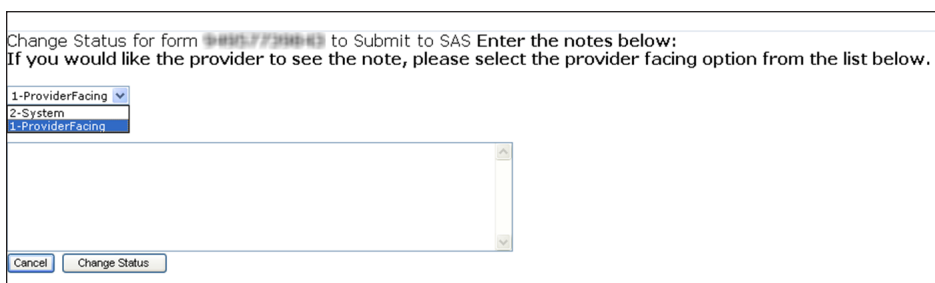 Change Status for form to Submit to SAS Enter the notes below:
If you would like the provider to see the note, please select the provider facing option from the list below.
1-ProviderFacing
2-System
1-ProviderFacing
Cancel Change Status